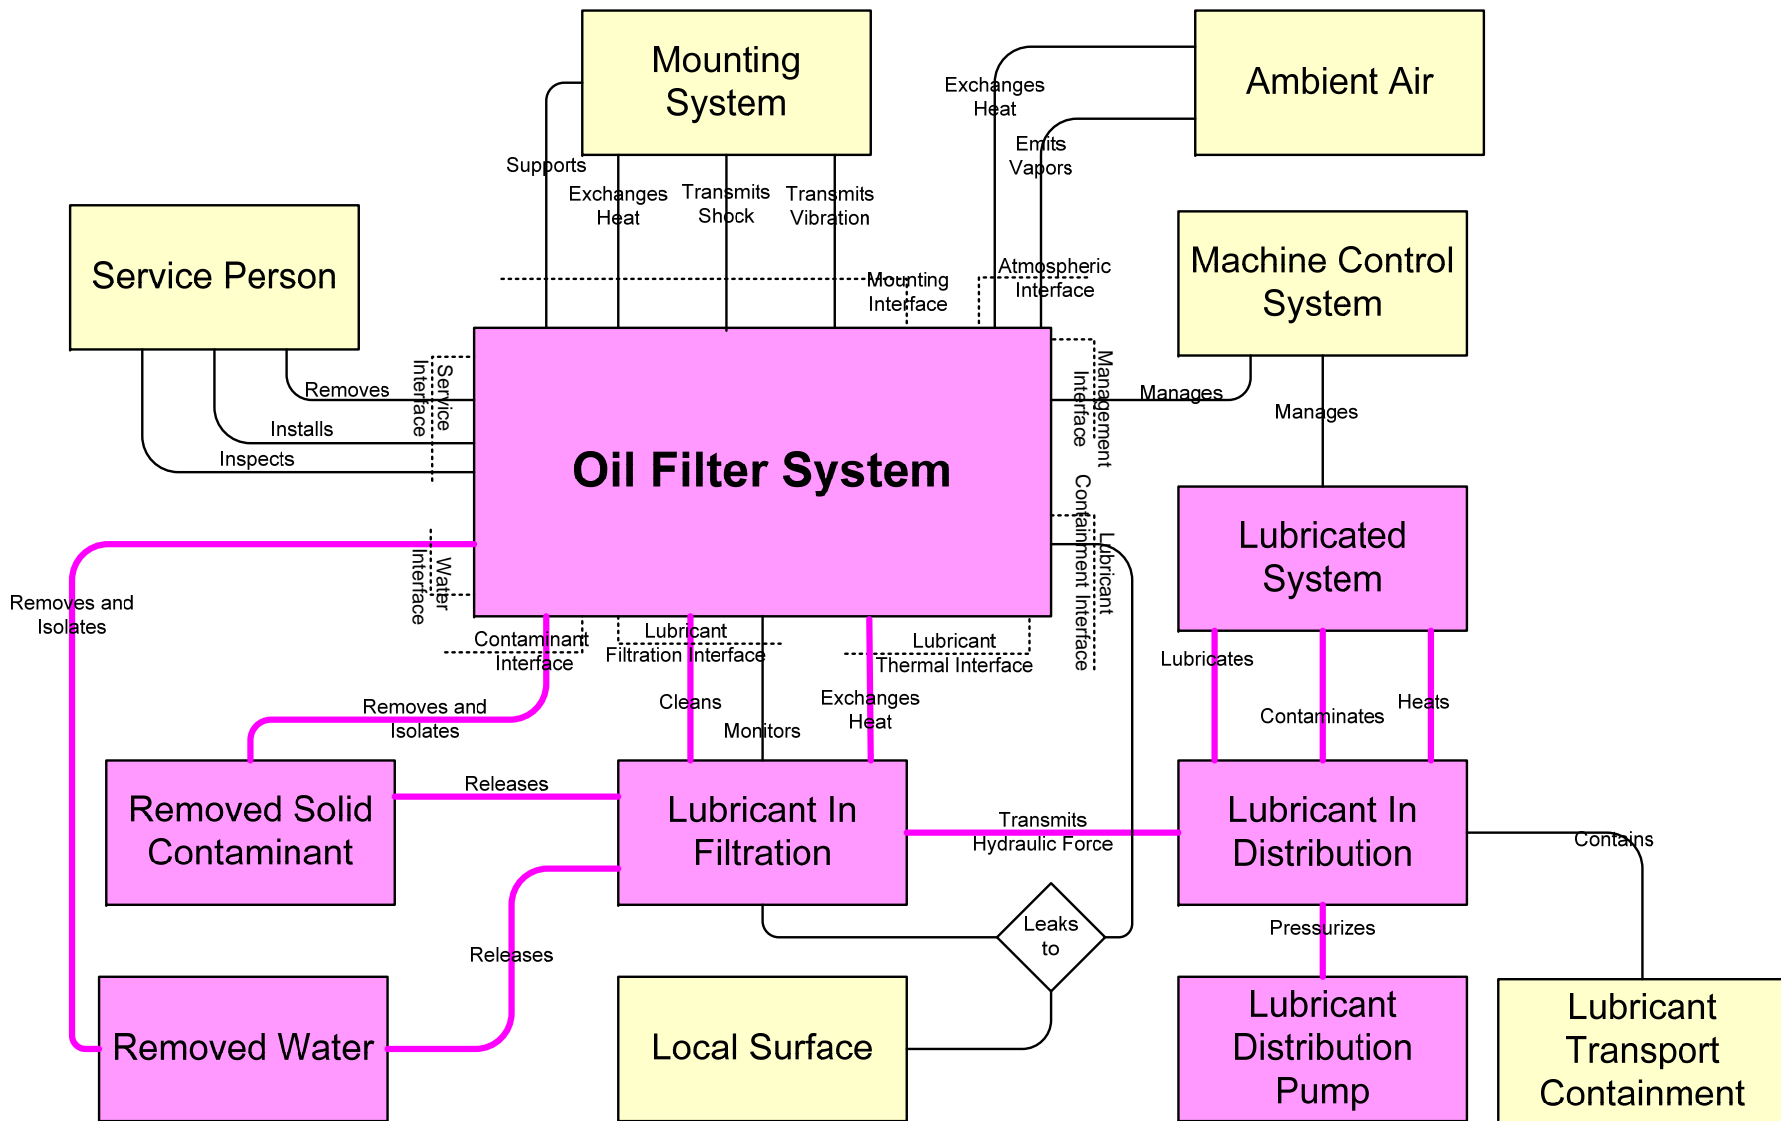 Mounting
System
Ambient Air
Exchanges
Heat
Emits
Vapors
Supports
Exchanges
Heat
Transmits
Shock
Transmits
Vibration
Service Person
Machine Control
System
Mounting
Interface
Atmospheric
Interface
Removes
Installs
Inspects
Service
Interface
Management
Interface
Manages
Manages
Oil Filter System
Lubricated
System
Water
Interface
Lubricant
Containment Interface
Removes and
Isolates
Contaminant
Interface
Lubricant
Filtration Interface
Lubricant
Thermal Interface
Lubricates
Contaminates
Heats
Removes and
Isolates
Cleans
Monitors
Exchanges
Heat
Removed Solid
Contaminant
Releases
Lubricant In
Filtration
Transmits
Hydraulic Force
Lubricant In
Distribution
Contains
Leaks
to
Pressurizes
Releases
Removed Water
Local Surface
Lubricant
Distribution
Pump
Lubricant
Transport
Containment